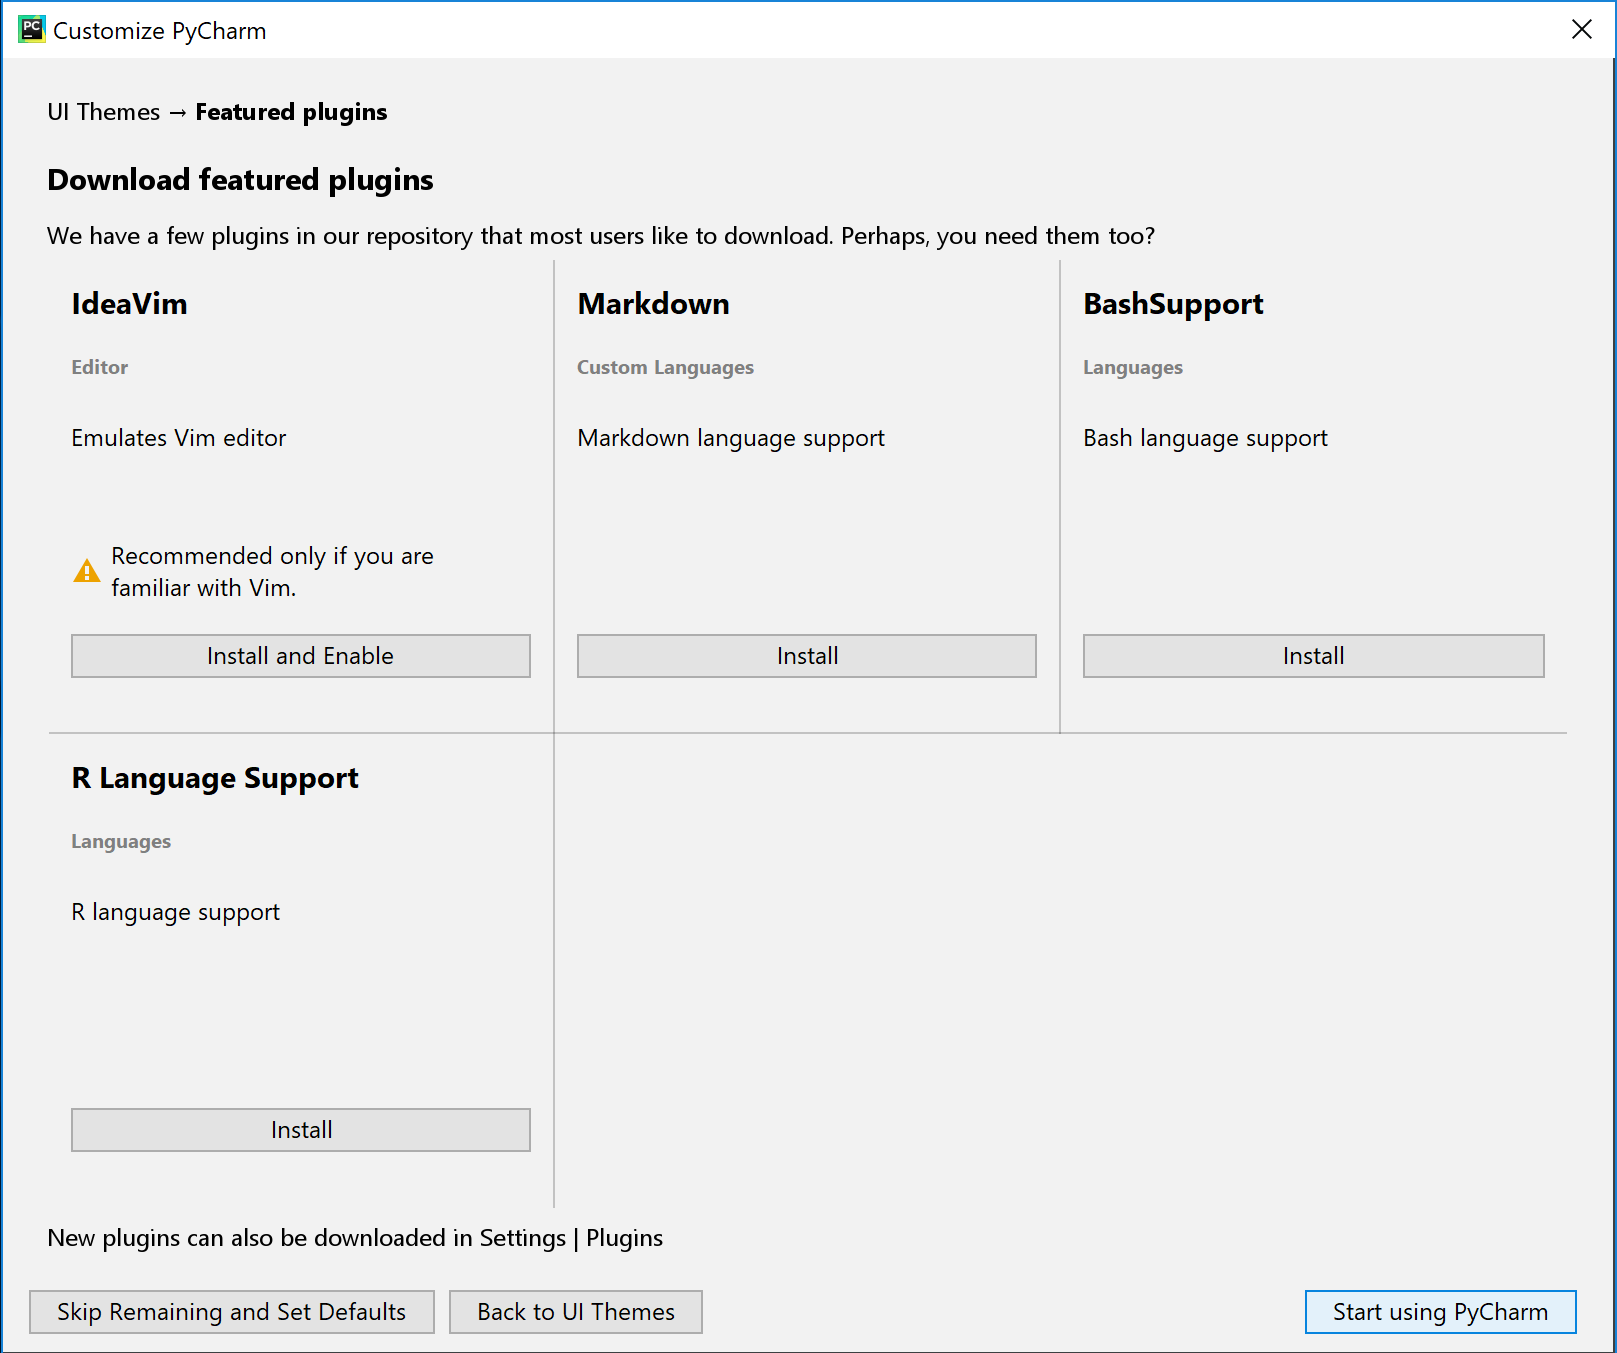 PC
Customize PyCharm
UI Themes → Featured plugins
Download featured plugins
We have a few plugins in our repository that most users like to download. Perhaps, you need them too?
IdeaVim
Editor
Emulates Vim editor
Recommended only if you are
familiar with Vim.
Install and Enable
Markdown
Custom Languages
Markdown language support
Install
BashSupport
Languages
Bash language support
Install
R Language Support
Languages
R language support
Install
New plugins can also be downloaded in Settings | Plugins
Skip Remaining and Set Defaults
Back to UI Themes
Start using PyCharm